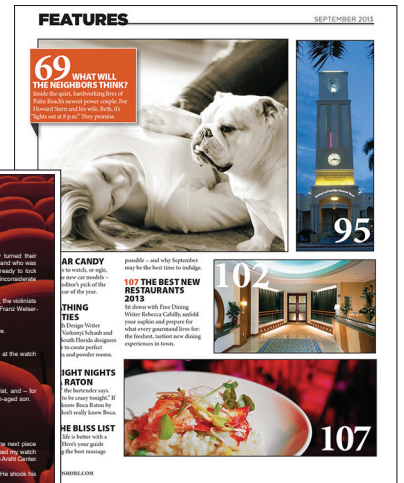 FEATURES
SEPTEMBER 2013
69 WHAT WILL
THE NEIGHBORS THINK?
Inside the quiet, hardworking lives of
Palm Beach's newest power couple: For
Howard Stern and his wife, Beth, it's
"lights out at 8 p.m." They promise.
95
turned their
and who was
ready to lock
inconsiderate
, the violinists
Franz Welser-
at the watch
ist, and – for
n-aged son.
he next piece
ped my watch
Arsht Center.
He shook his
AR CANDY
s to watch, or ogle,
e new car models –
editor's pick of the
ear of the year.
THING
TIES
h Design Writer
Varkonyi Schaub and
South Florida designers
to create perfect
s and powder rooms.
IGHT NIGHTS
RATON
the bartender says.
to be crazy tonight." If
know Boca Raton by
don't really know Boca.
HE BLISS LIST
life is better with a
Here's your guide
g the best massage
possible – and why September
may be the best time to indulge.
107 THE BEST NEW
RESTAURANTS
2013
Sit down with Fine Dining
Writer Rebecca Cahilly, unfold
your napkin and prepare for
what every gourmand lives for:
the freshest, tastiest new dining
experiences in town.
102
107
SHORE.COM